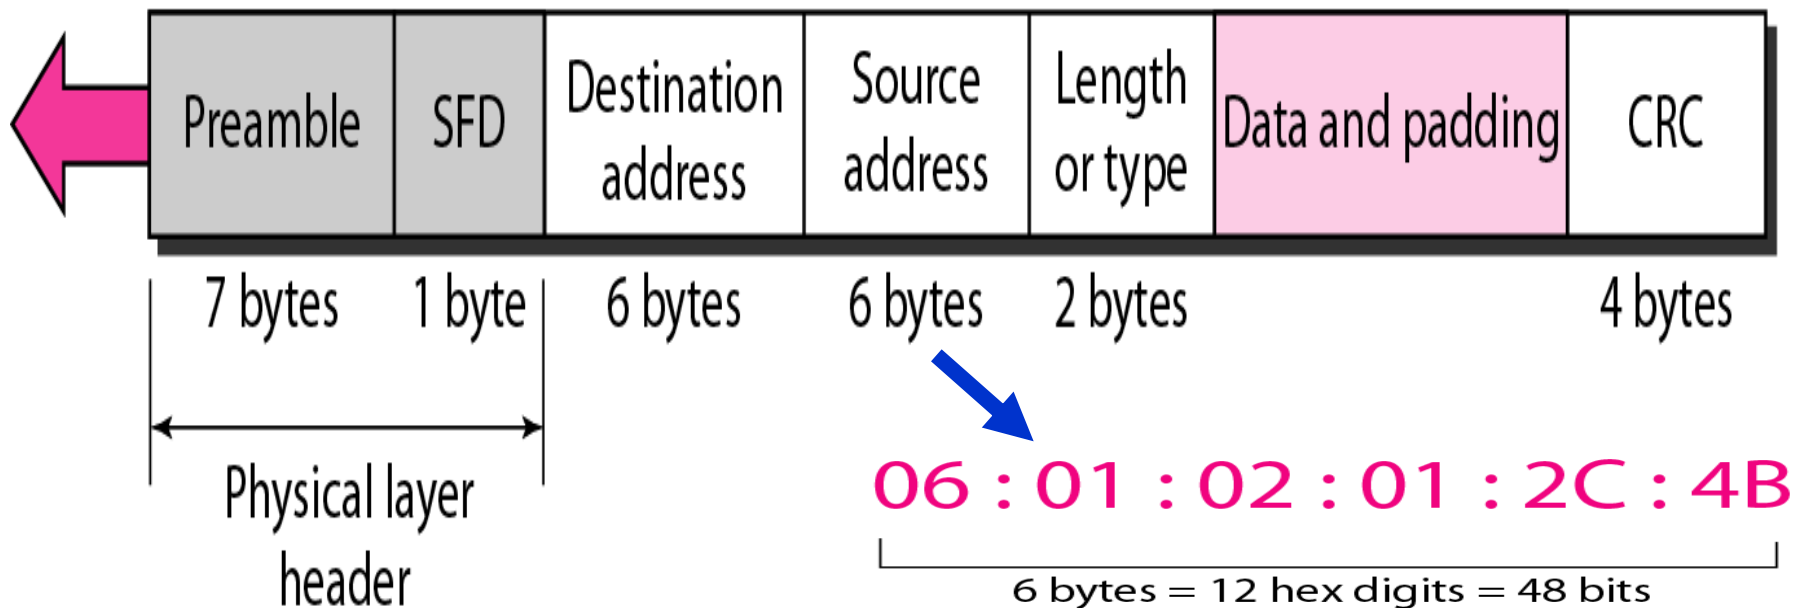 Preamble
SFD
Destination
address
Source
address
Length
or type
Data and padding
CRC
7 bytes
1 byte
6 bytes
6 bytes
2 bytes
4 bytes
Physical layer
header
06 : 01 : 02 : 01 : 2C : 4B
6 bytes = 12 hex digits = 48 bits